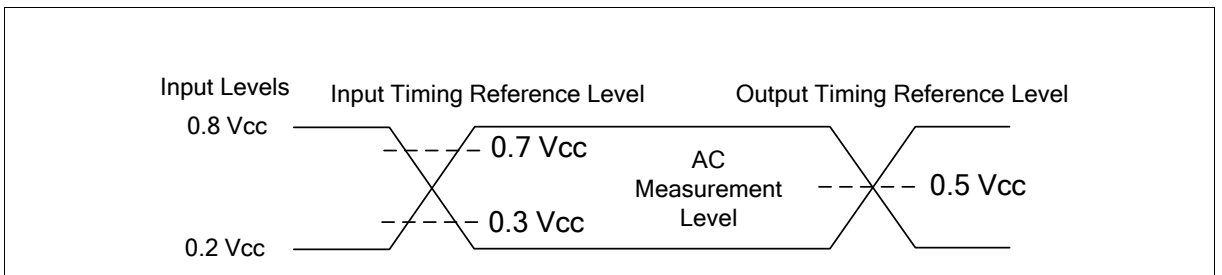 Input Levels
Input Timing Reference Level
Output Timing Reference Level
0.8 Vcc
0.7 Vcc
AC
Measurement
Level
0.5 Vcc
0.3 Vcc
0.2 Vcc